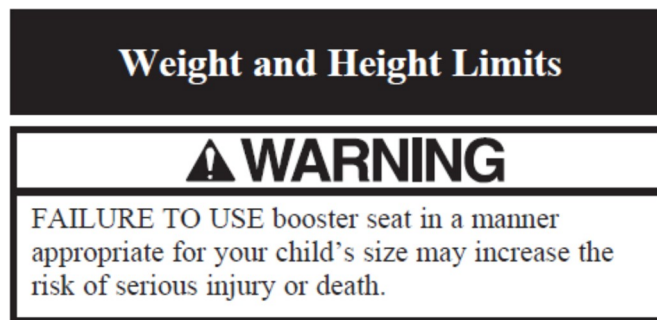 Weight and Height Limits
WARNING
FAILURE TO USE booster seat in a manner
appropriate for your child's size may increase the
risk of serious injury or death.